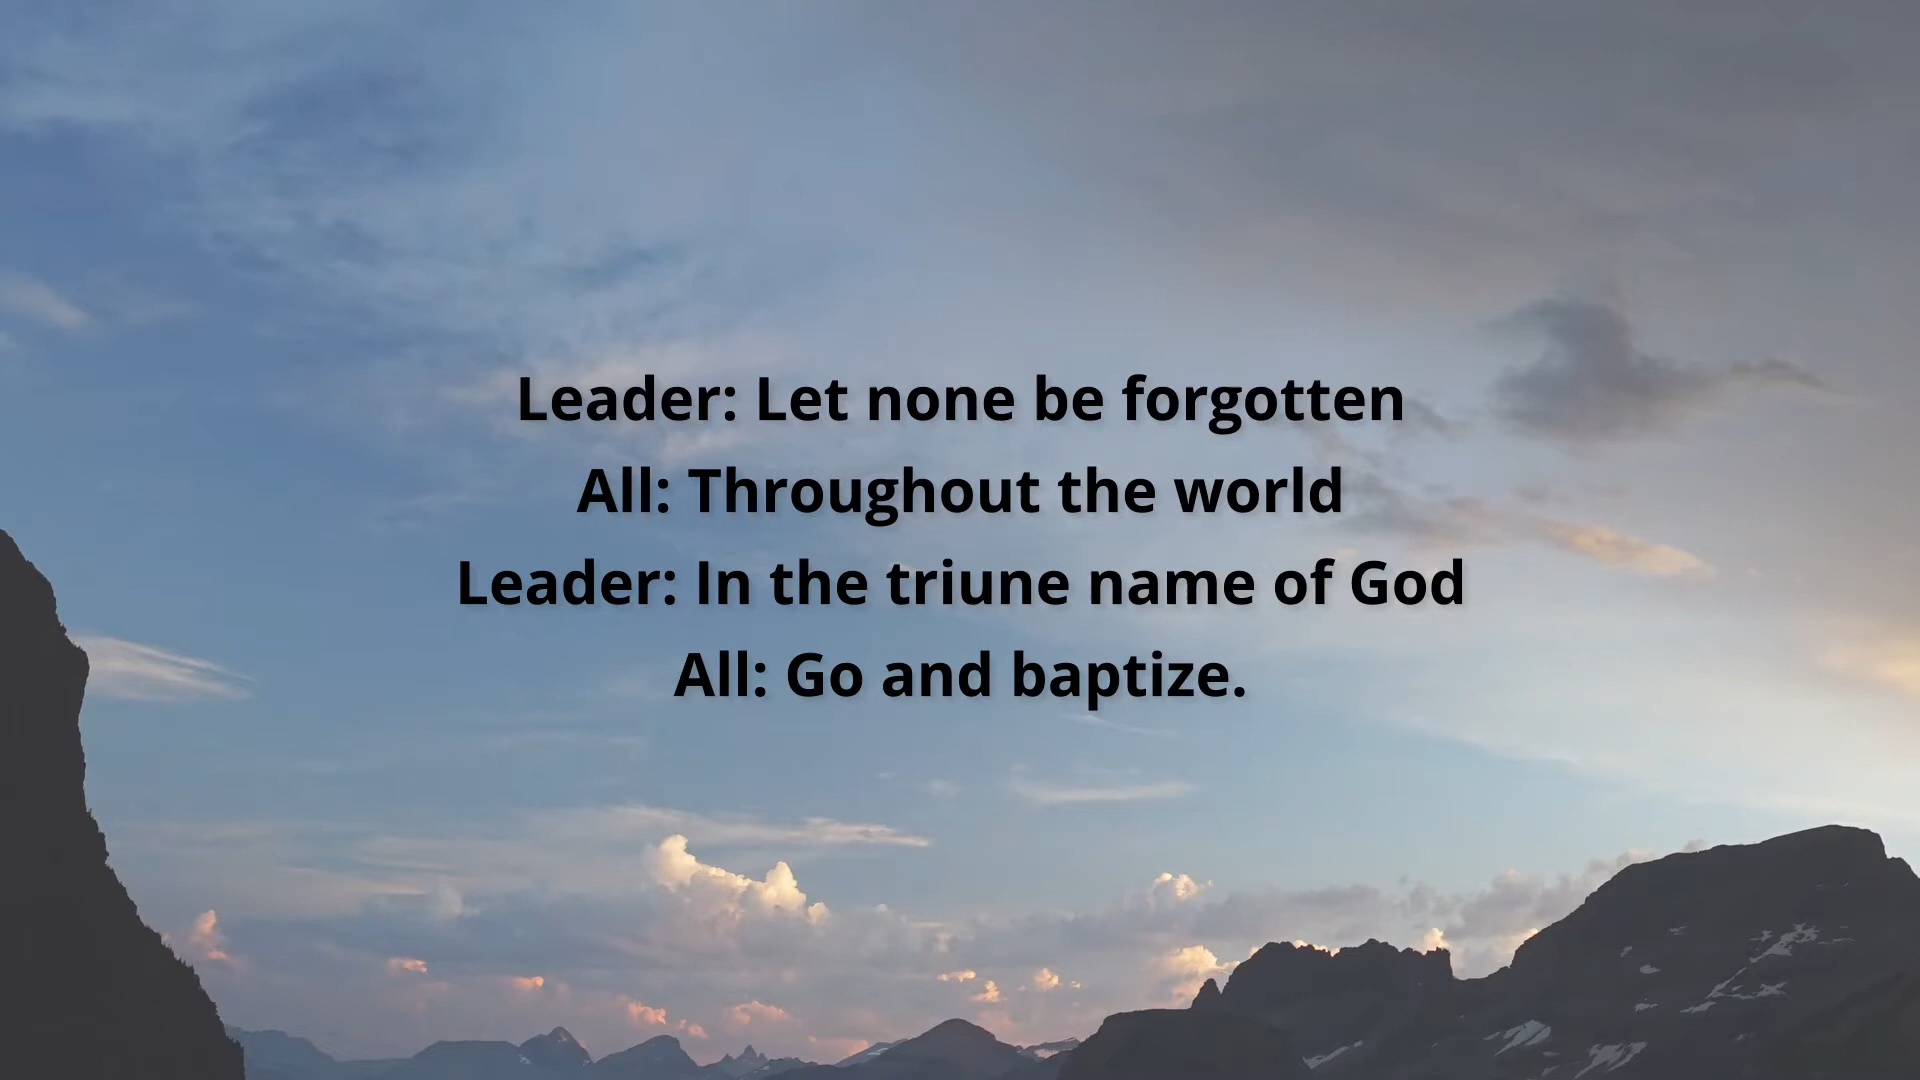 Leader: Let none be forgotten
All: Throughout the world
Leader: In the triune name of God
All: Go and baptize.